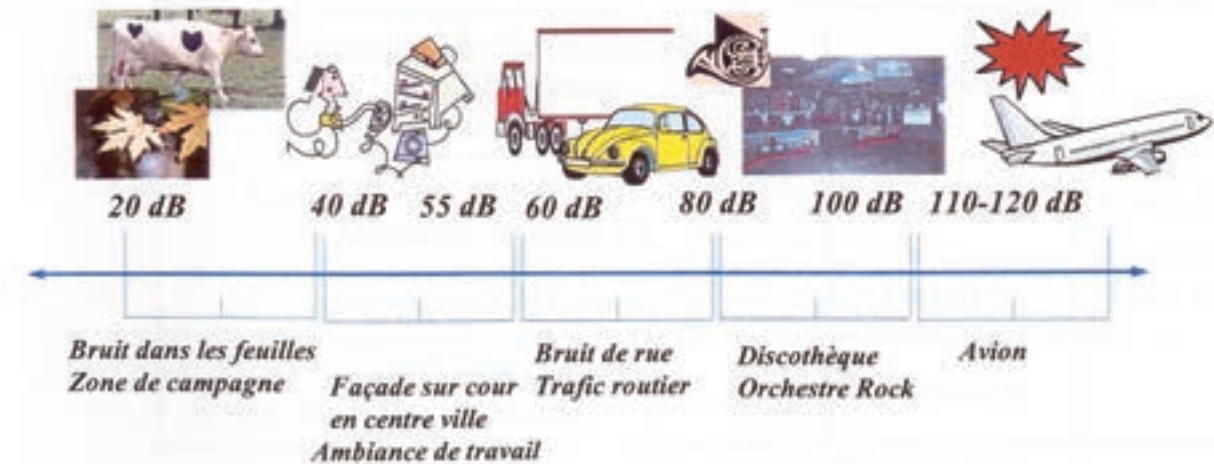 20 dB 40 dB 55 dB 60 dB 80 dB 100 dB 110-120 dB
Bruit dans les feuilles
Zone de campagne
Façade sur cour
en centre ville
Ambiance de travail
Bruit de rue
Trafic routier
Discothèque
Orchestre Rock
Avion